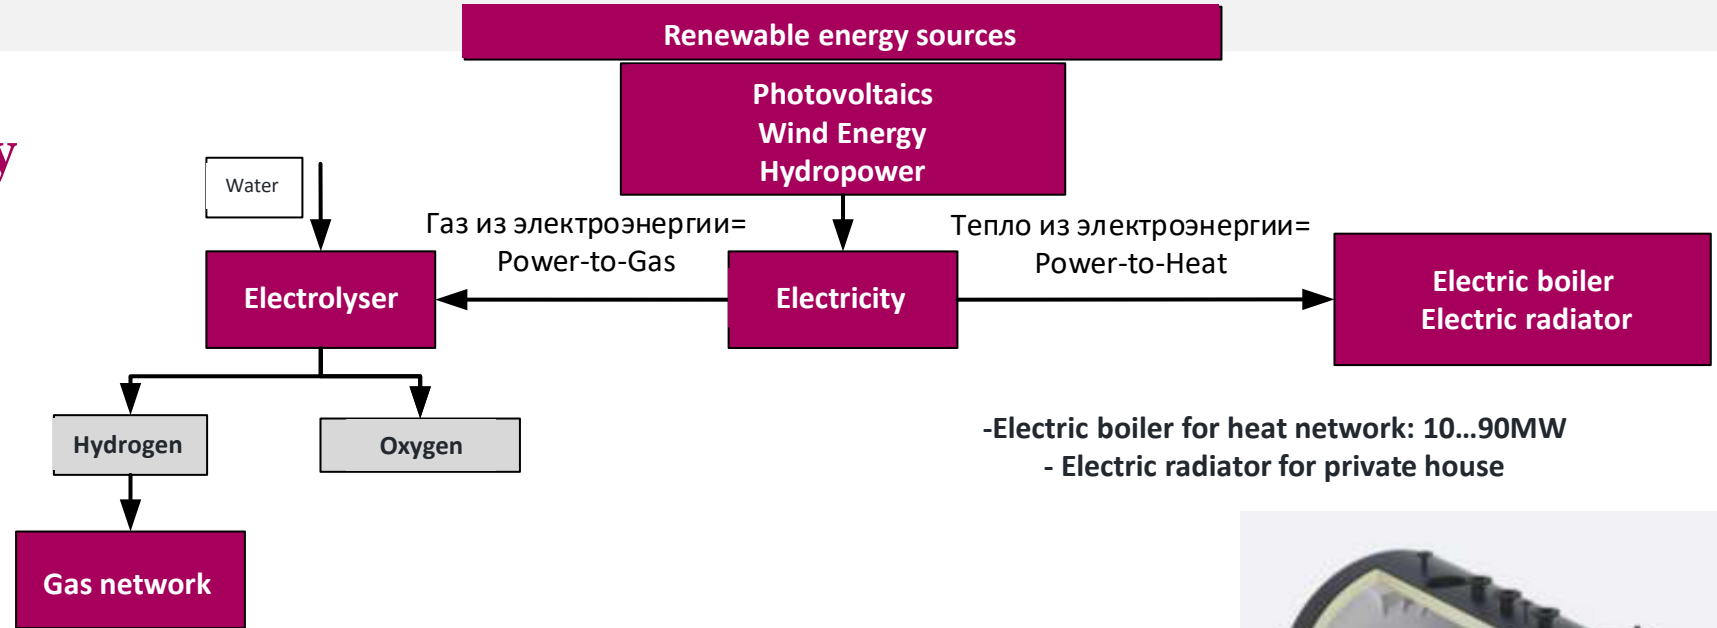 Renewable energy sources
Photovoltaics
Wind Energy
Hydropower
y
Water
Газ из электроэнергии=
Power-to-Gas
Тепло из электроэнергии=
Power-to-Heat
Electrolyser
Electricity
Electric boiler
Electric radiator
Hydrogen
Oxygen
-Electric boiler for heat network: 10...90MW
- Electric radiator for private house
Gas network